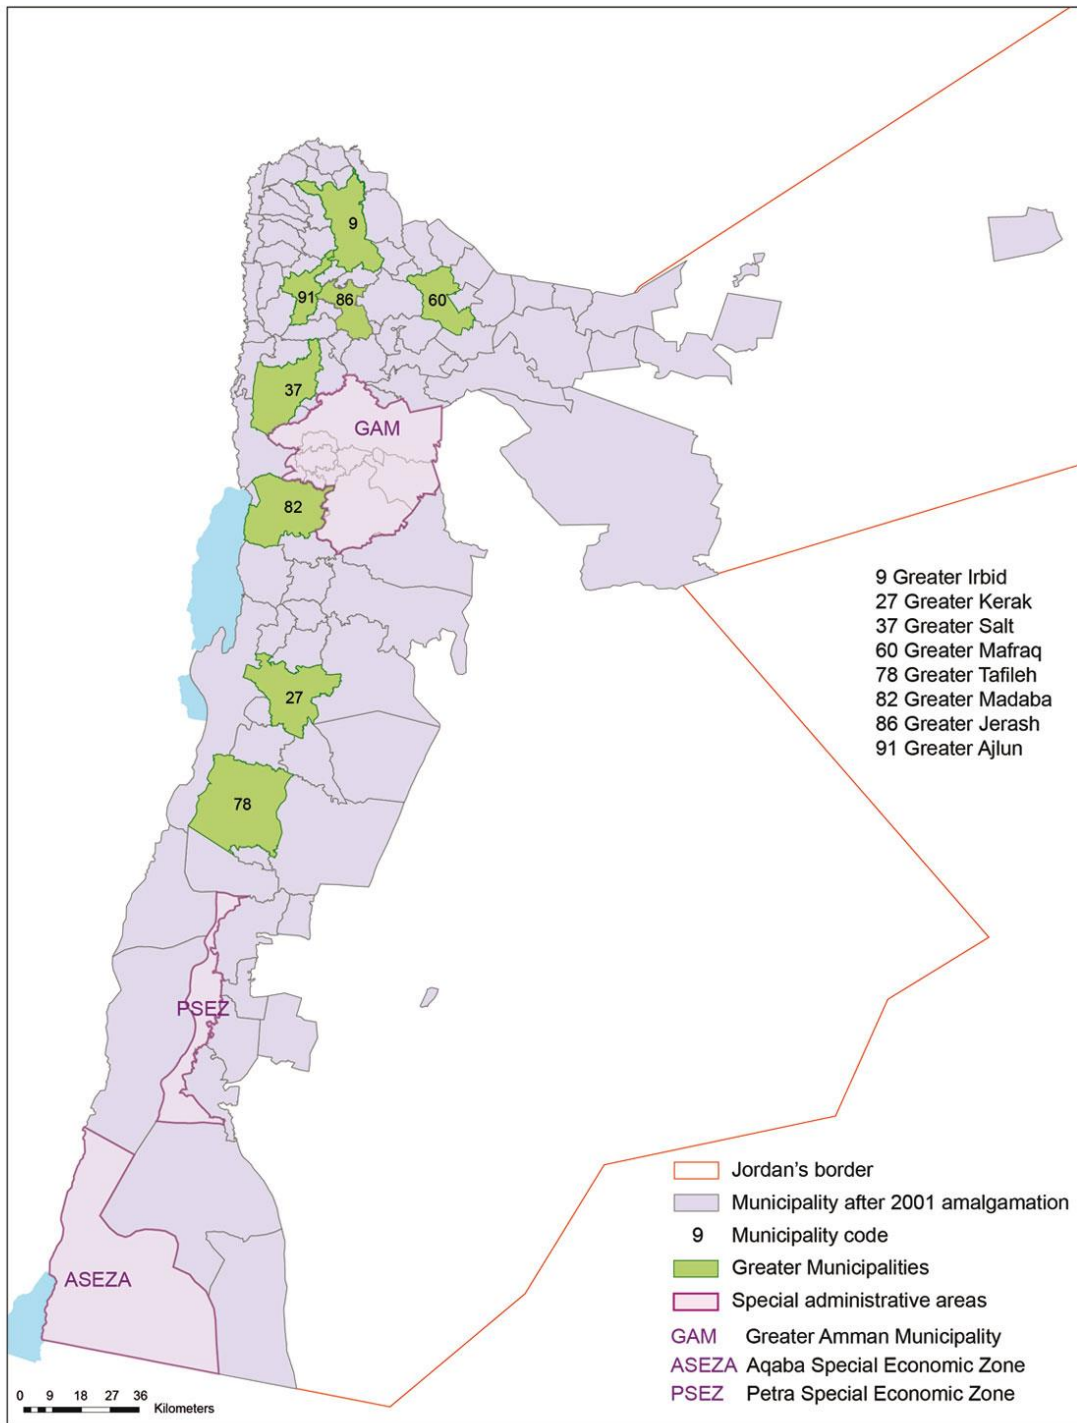 9
91
86
60
37
GAM
82
27
78
PSEZ
ASEZA
9 Greater Irbid
27 Greater Kerak
37 Greater Salt
60 Greater Mafraq
78 Greater Tafileh
82 Greater Madaba
86 Greater Jerash
91 Greater Ajlun
Jordan's border
Municipality after 2001 amalgamation
9 Municipality code
Greater Municipalities
Special administrative areas
GAM Greater Amman Municipality
ASEZA Aqaba Special Economic Zone
PSEZ Petra Special Economic Zone
0 9 18 27 36
Kilometers